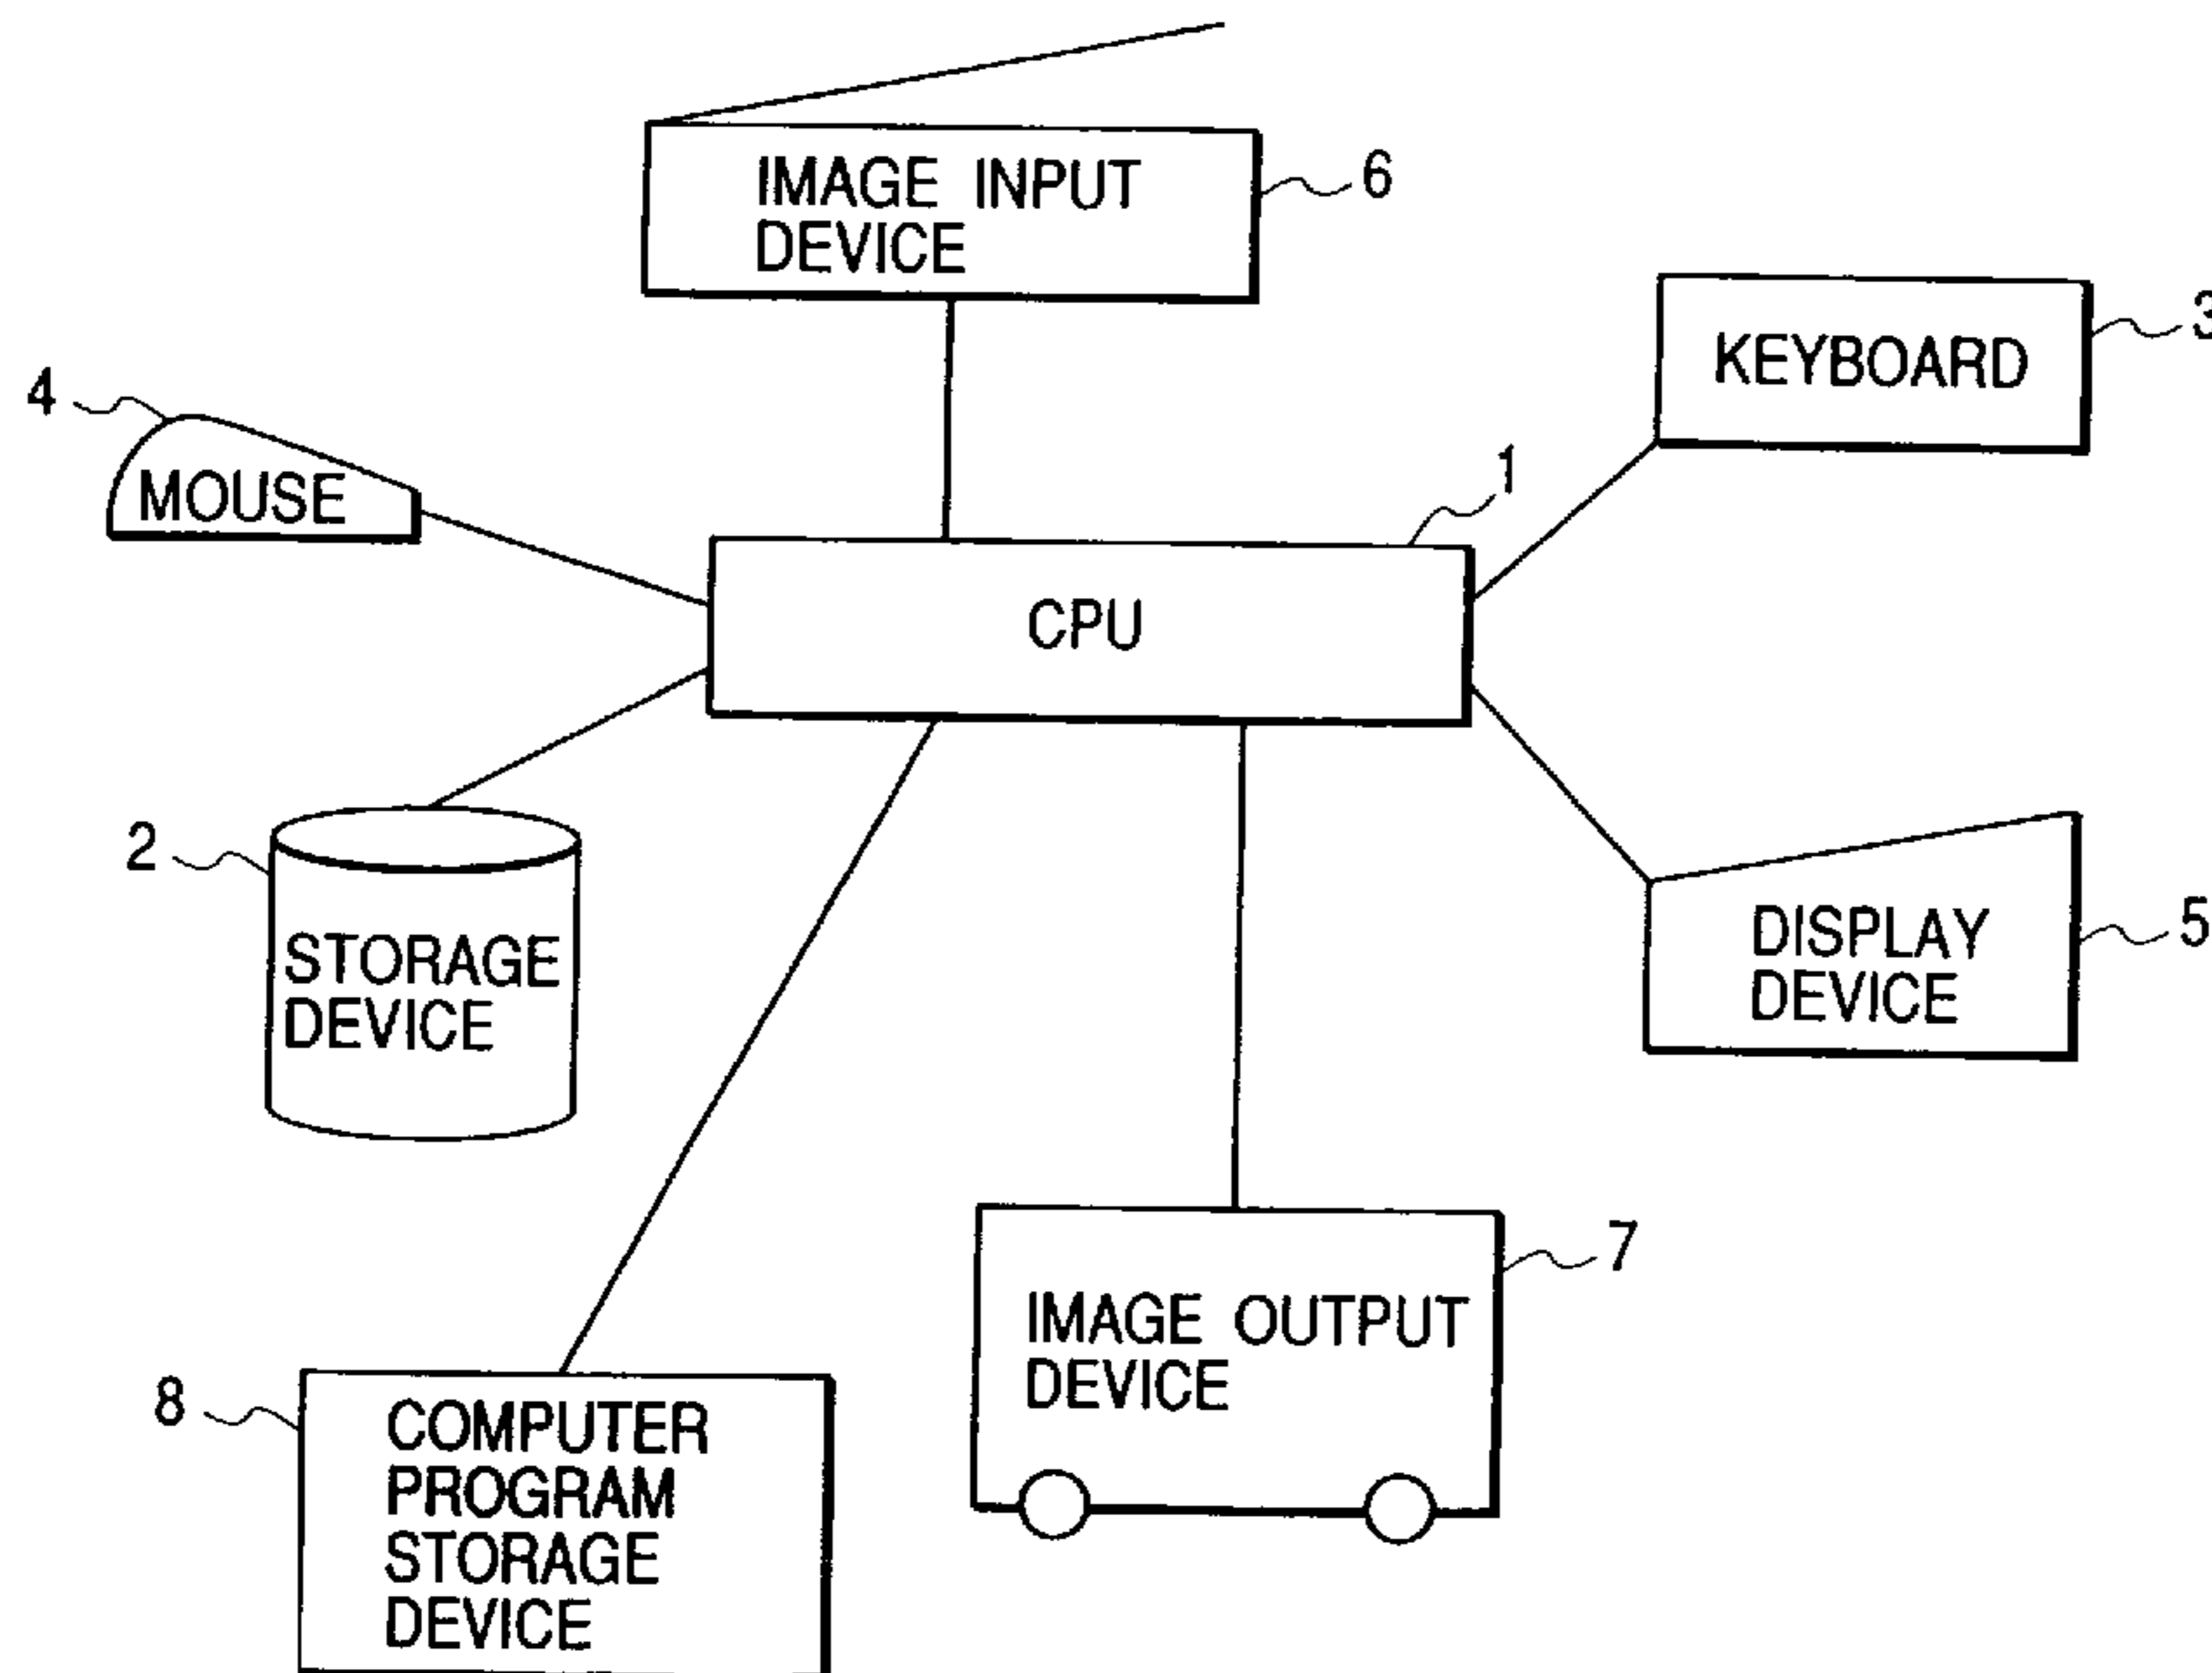 IMAGE INPUT
DEVICE
6
KEYBOARD
3
4
MOUSE
1
CPU
2
STORAGE
DEVICE
DISPLAY
DEVICE
5
IMAGE OUTPUT
DEVICE
7
8
COMPUTER
PROGRAM
STORAGE
DEVICE